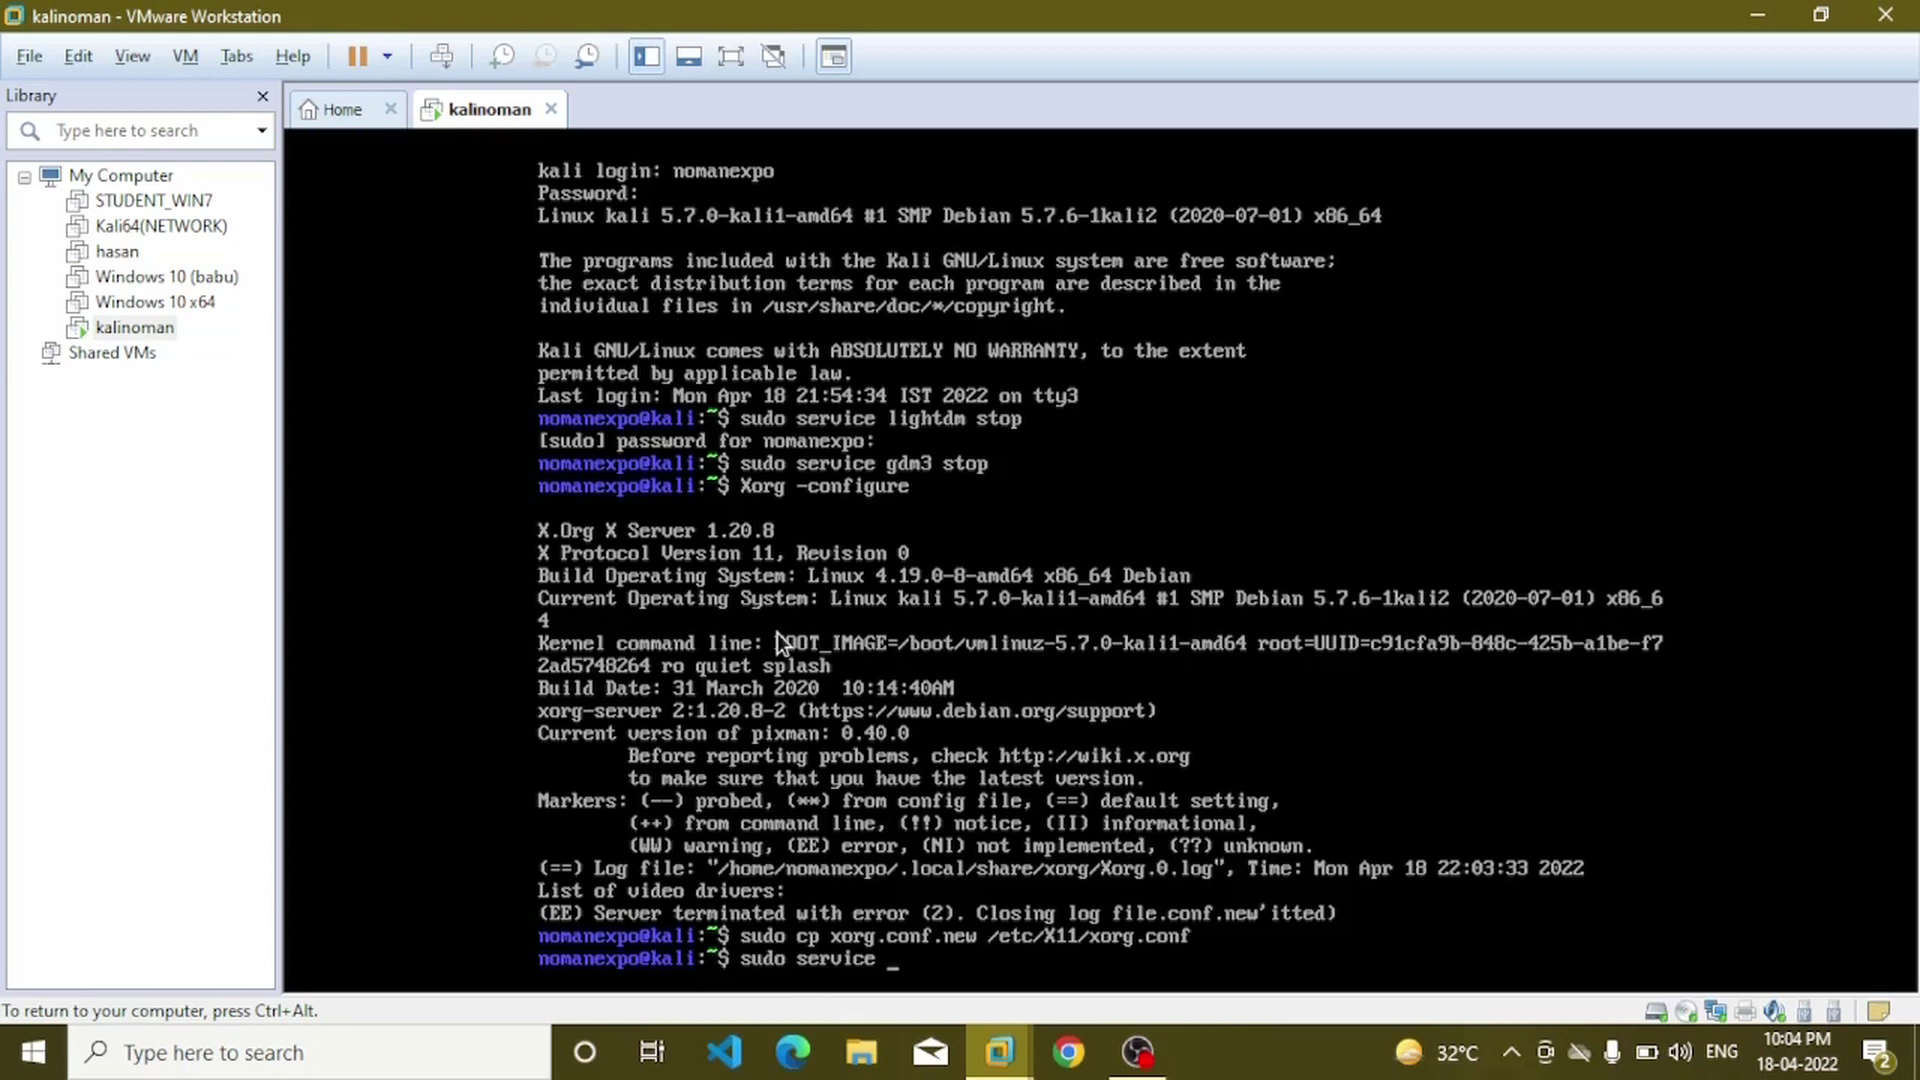 kalinoman - VMware Workstation
File Edit View VM Tabs Help
Library
Type here to search
My Computer
STUDENT_WIN7
Kali64(NETWORK)
hasan
Windows 10 (babu)
Windows 10 x64
kalinoman
Shared VMs
Home kalinoman
kali login: nomanexpo
Password:
Linux kali 5.7.0-kali1-amd64 #1 SMP Debian 5.7.6-1kali2 (2020-07-01) x86_64
The programs included with the Kali GNU/Linux system are free software;
the exact distribution terms for each program are described in the
individual files in /usr/share/doc/*/copyright.
Kali GNU/Linux comes with ABSOLUTELY NO WARRANTY, to the extent
permitted by applicable law.
Last login: Mon Apr 18 21:54:34 IST 2022 on tty3
nomanexpo@kali:~$ sudo service lightdm stop
[sudo] password for nomanexpo:
nomanexpo@kali:~$ sudo service gdm3 stop
nomanexpo@kali:~$ Xorg -configure
X.Org X Server 1.20.8
X Protocol Version 11, Revision 0
Build Operating System: Linux 4.19.0-8-amd64 x86_64 Debian
Current Operating System: Linux kali 5.7.0-kali1-amd64 #1 SMP Debian 5.7.6-1kali2 (2020-07-01) x86_6
4
Kernel command line: BOOT_IMAGE=/boot/vmlinuz-5.7.0-kali1-amd64 root=UUID=c91cfa9b-848c-425b-a1be-f7
2ad5748264 ro quiet splash
Build Date: 31 March 2020  10:14:40AM
xorg-server 2:1.20.8-2 (https://www.debian.org/support)
Current version of pixman: 0.40.0
Before reporting problems, check http://wiki.x.org
to make sure that you have the latest version.
Markers: (--) probed, (**) from config file, (==) default setting,
(++) from command line, (!!) notice, (II) informational,
(WW) warning, (EE) error, (NI) not implemented, (??) unknown.
(==) Log file: "/home/nomanexpo/.local/share/xorg/Xorg.0.log", Time: Mon Apr 18 22:03:33 2022
List of video drivers:
(EE) Server terminated with error (2). Closing log file.conf.new'itted)
nomanexpo@kali:~$ sudo cp xorg.conf.new /etc/X11/xorg.conf
nomanexpo@kali:~$ sudo service _
To return to your computer, press Ctrl+Alt.
Type here to search
32°C
ENG
10:04 PM
18-04-2022
2